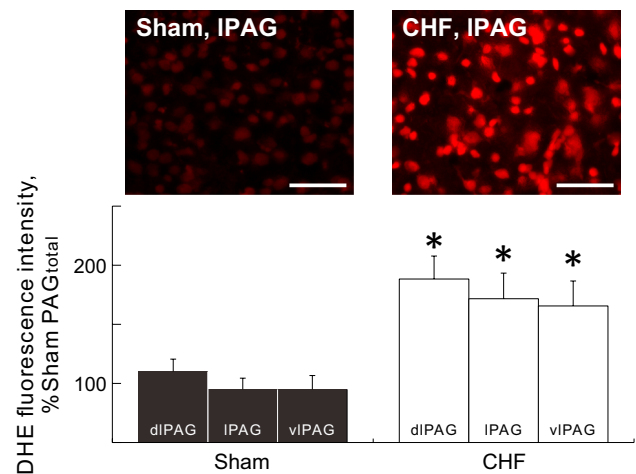 Sham, lPAG
CHF, lPAG
DHE fluorescence intensity,
%Sham PAGtotal
200
100
* * *
dlPAG lPAG vlPAG
dlPAG lPAG vlPAG
Sham
CHF